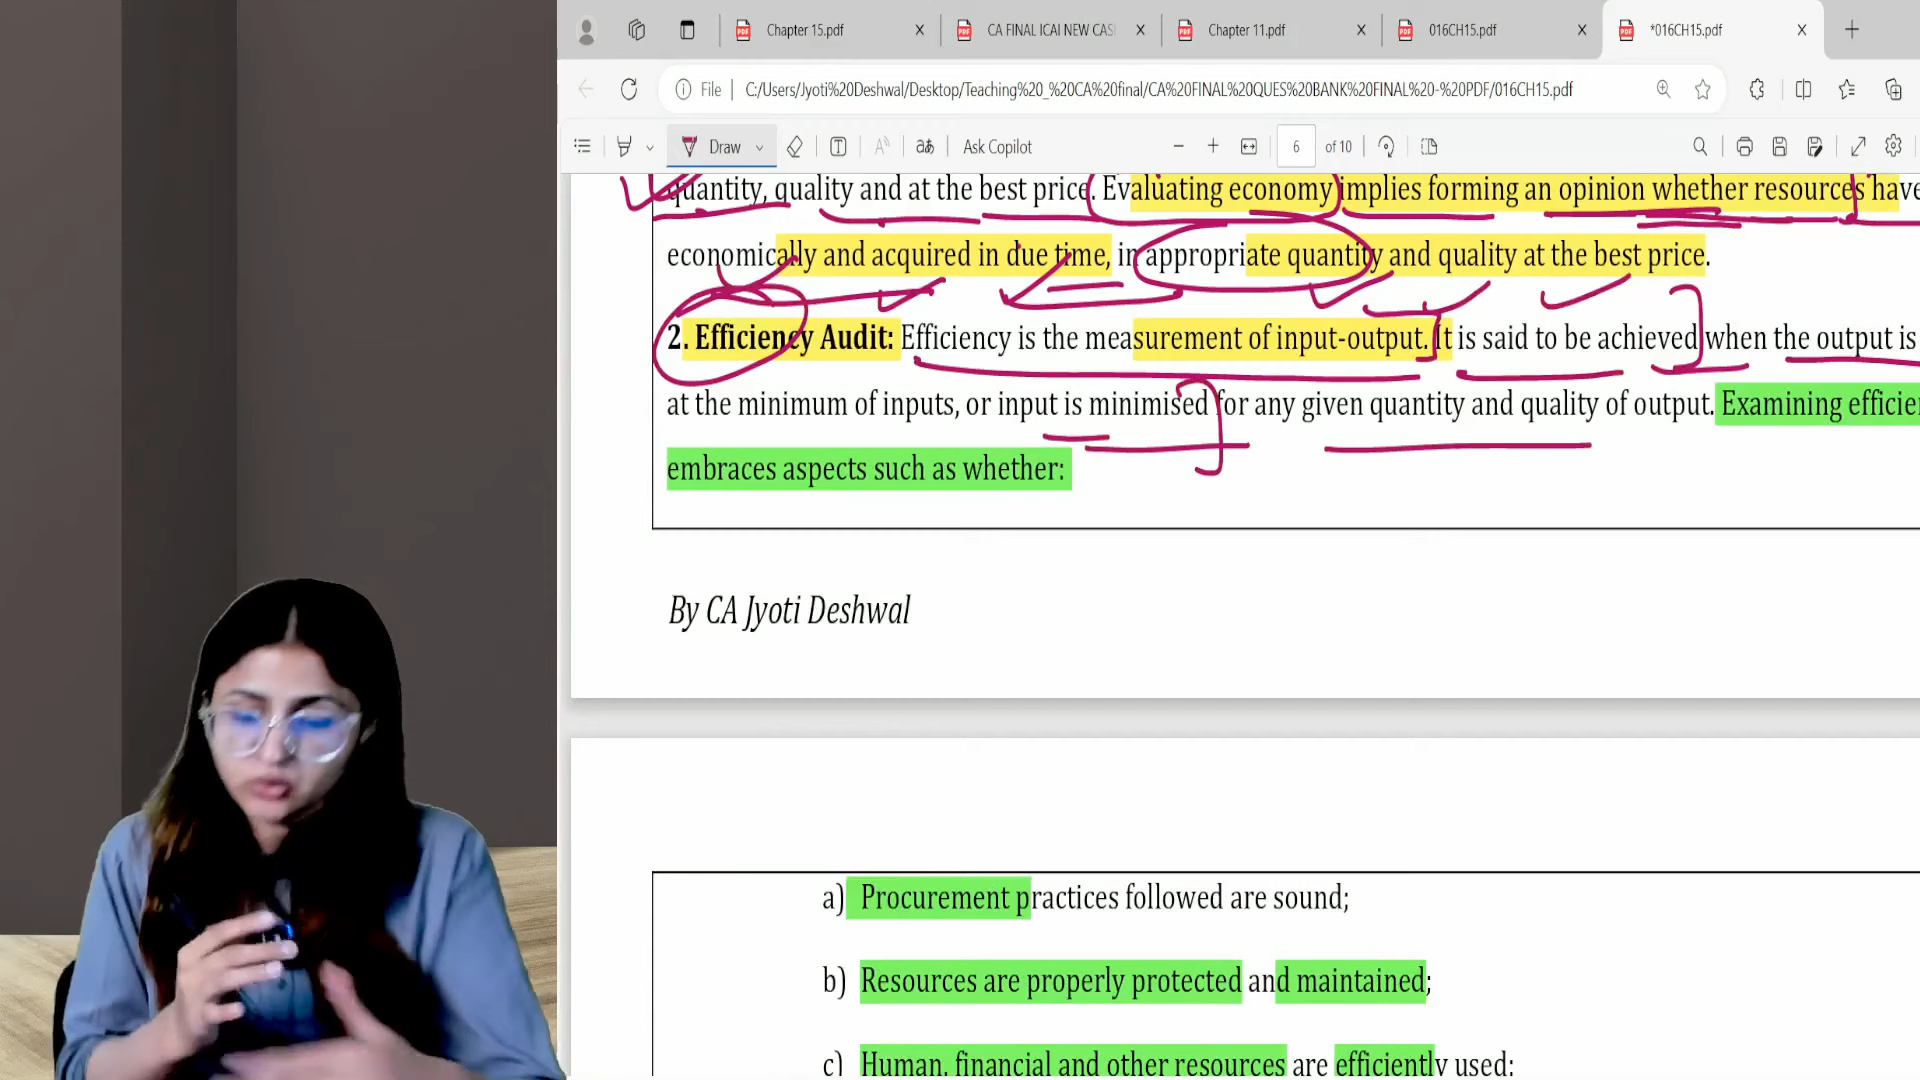 Chapter 15.pdf
CA FINAL ICAI NEW CAS
Chapter 11.pdf
016CH15.pdf
*016CH15.pdf
File
C:/Users/Jyoti%20Deshwal/Desktop/Teaching%20_%20CA%20final/CA%20FINAL%20QUES%20BANK%20FINAL%20-%20PDF/016CH15.pdf
Draw
Ask Copilot
6 of 10
quantity, quality and at the best price. Evaluating economy implies forming an opinion whether resources have
economically and acquired in due time, in appropriate quantity and quality at the best price.
2. Efficiency Audit: Efficiency is the measurement of input-output. It is said to be achieved when the output is
at the minimum of inputs, or input is minimised for any given quantity and quality of output. Examining efficie
embraces aspects such as whether:
By CA Jyoti Deshwal
a) Procurement practices followed are sound;
b) Resources are properly protected and maintained;
c) Human, financial and other resources are efficiently used;